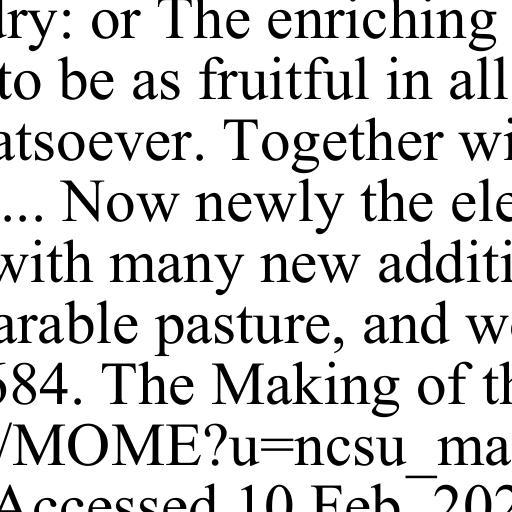 dry: or The enriching
to be as fruitful in all
atsoever. Together wi
... Now newly the ele
with many new additi
arable pasture, and wo
684. The Making of th
/MOME?u=ncsu_ma
Accessed 10 Feb. 202